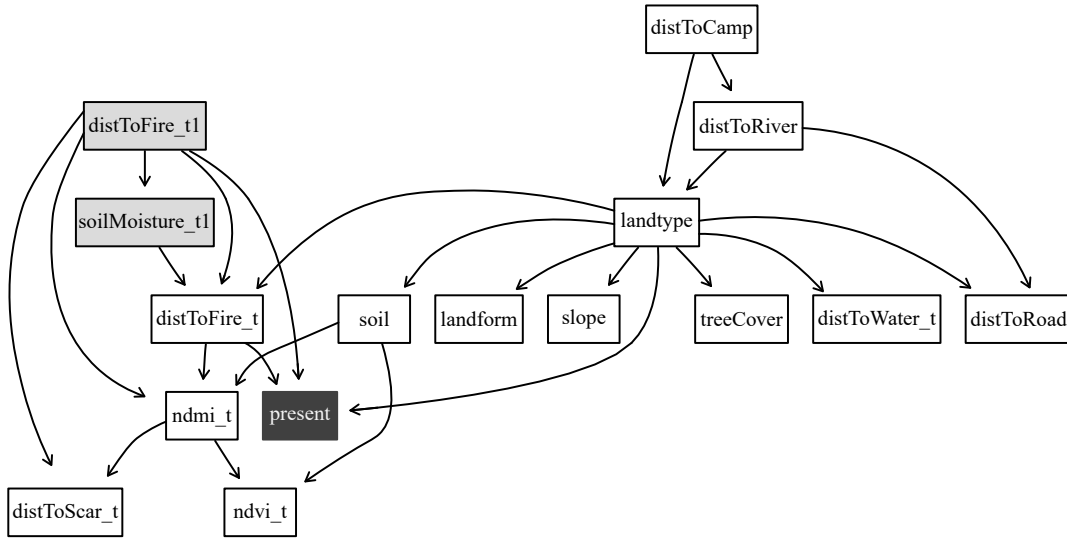 distToCamp
distToFire_t1
distToRiver
soilMoisture_t1
landtype
distToFire_t
soil
landform
slope
treeCover
distToWater_t
distToRoad
ndmi_t
present
distToScar_t
ndvi_t